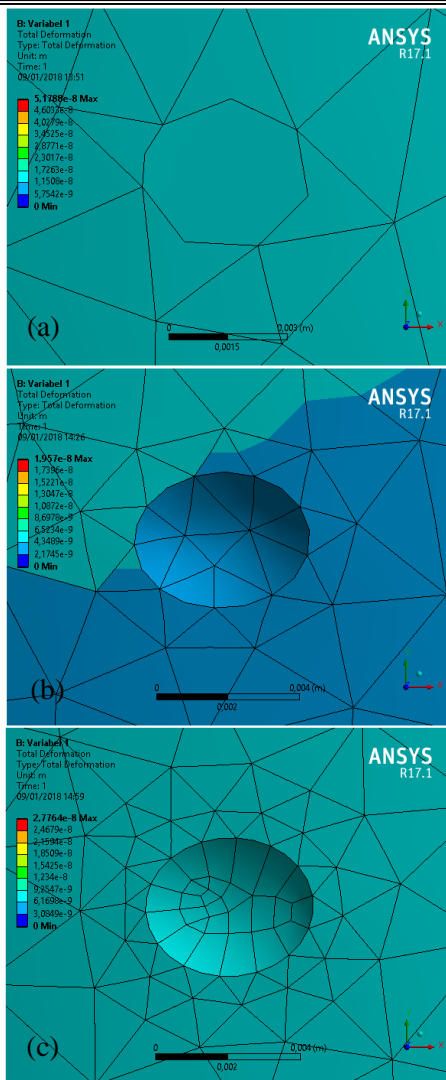 B: Variabel 1
Total Deformation
Type: Total Deformation
Unit: m
Time: 1
09/01/2018 13:51
5,1788e-8 Max
4,6033e-8
4,0279e-8
3,4525e-8
2,8771e-8
2,3017e-8
1,7263e-8
1,1508e-8
5,7542e-9
0 Min
ANSYS
R17.1
(a)
0
0,003 (m)
0,0015
Y
X
B: Variabel 1
Total Deformation
Type: Total Deformation
Unit: m
Time: 1
09/01/2018 14:26
1,957e-8 Max
1,7396e-8
1,5221e-8
1,3047e-8
1,0872e-8
8,6978e-9
6,5234e-9
4,3489e-9
2,1745e-9
0 Min
ANSYS
R17.1
(b)
0
0,004 (m)
0,002
Y
X
B: Variabel 1
Total Deformation
Type: Total Deformation
Unit: m
Time: 1
09/01/2018 14:59
2,7764e-8 Max
2,4679e-8
2,1594e-8
1,8509e-8
1,5425e-8
1,234e-8
9,2547e-9
6,1698e-9
3,0849e-9
0 Min
ANSYS
R17.1
(c)
0
0,004 (m)
0,002
Y
X